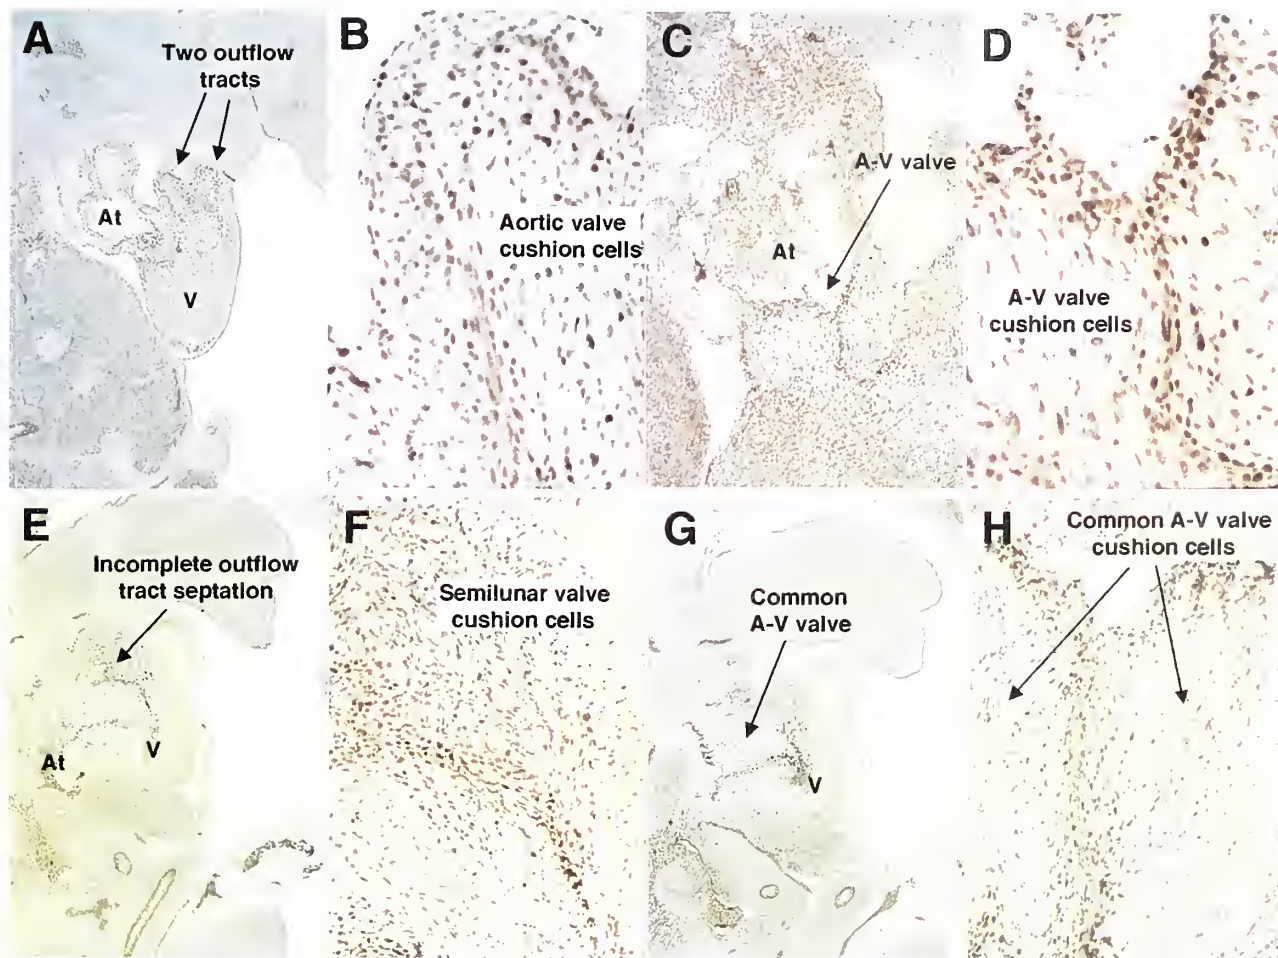 A
Two outflow
tracts
At
V
B
Aortic valve
cushion cells
C
A-V valve
At
D
A-V valve
cushion cells
E
Incomplete outflow
tract septation
At
V
F
Semilunar valve
cushion cells
G
Common
A-V valve
V
H
Common A-V valve
cushion cells